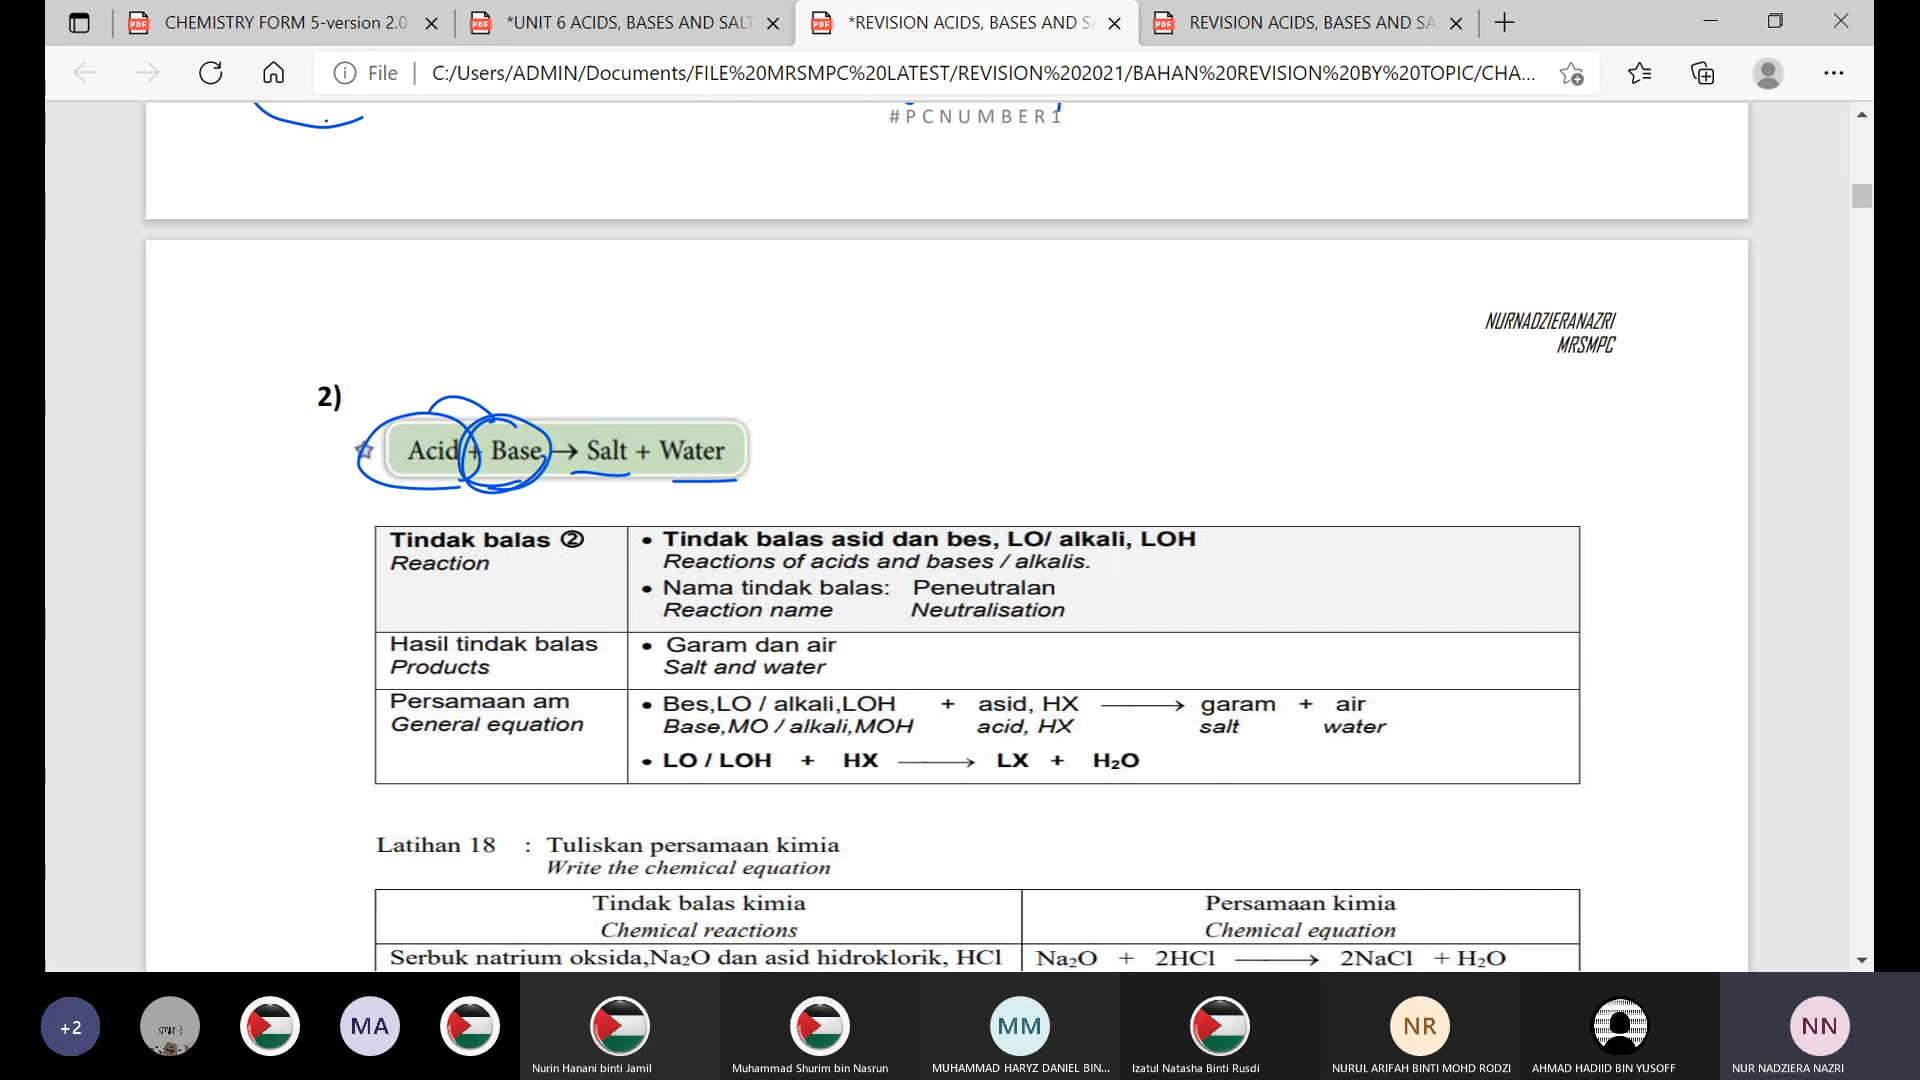 CHEMISTRY FORM 5-version 2.0
*UNIT 6 ACIDS, BASES AND SALT
*REVISION ACIDS, BASES AND SA
REVISION ACIDS, BASES AND SA
File
C:/Users/ADMIN/Documents/FILE%20MRSMPC%20LATEST/REVISION%202021/BAHAN%20REVISION%20BY%20TOPIC/CHA...
#PCNUMBER1
NURNADZIERANAZRI
MRSMPC
2)
Acid + Base → Salt + Water
Tindak balas ②
Reaction
• Tindak balas asid dan bes, LO/ alkali, LOH
Reactions of acids and bases / alkalis.
• Nama tindak balas: Peneutralan
Reaction name Neutralisation
Hasil tindak balas
Products
• Garam dan air
Salt and water
Persamaan am
General equation
• Bes,LO / alkali,LOH + asid, HX → garam + air
Base,MO / alkali,MOH acid, HX salt water
• LO / LOH + HX → LX + H₂O
Latihan 18 : Tuliskan persamaan kimia
Write the chemical equation
Tindak balas kimia
Chemical reactions
Persamaan kimia
Chemical equation
Serbuk natrium oksida,Na₂O dan asid hidroklorik, HCl
Na₂O + 2HCl → 2NaCl + H₂O
+2
MA
MM
NR
NN
Nurin Hanani binti Jamil
Muhammad Shurim bin Nasrun
MUHAMMAD HARYZ DANIEL BIN...
Izatul Natasha Binti Rusdi
NURUL ARIFAH BINTI MOHD RODZI
AHMAD HADIID BIN YUSOFF
NUR NADZIERA NAZRI